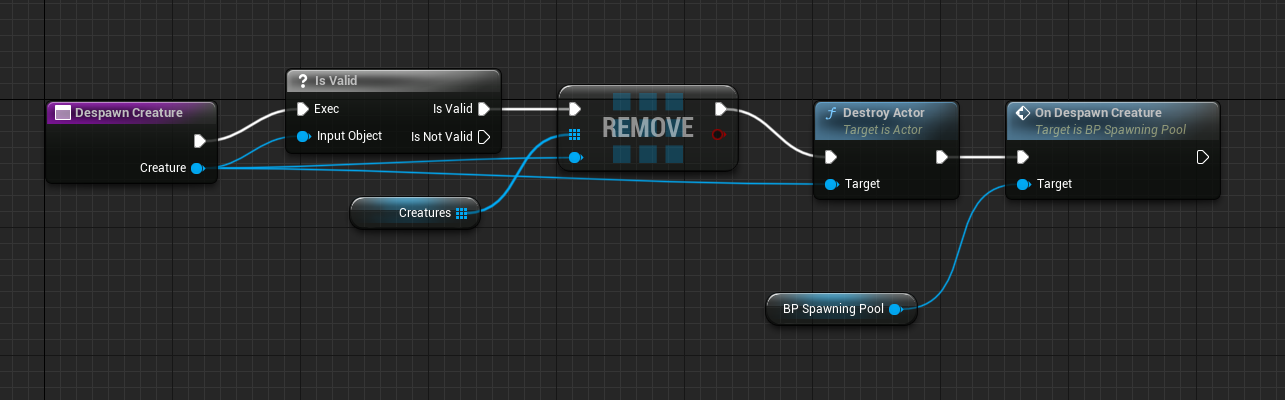 Despawn Creature
Creature
? Is Valid
Exec
Is Valid
Input Object
Is Not Valid
Creatures
REMOVE
f Destroy Actor
Target is Actor
Target
BP Spawning Pool
On Despawn Creature
Target is BP Spawning Pool
Target